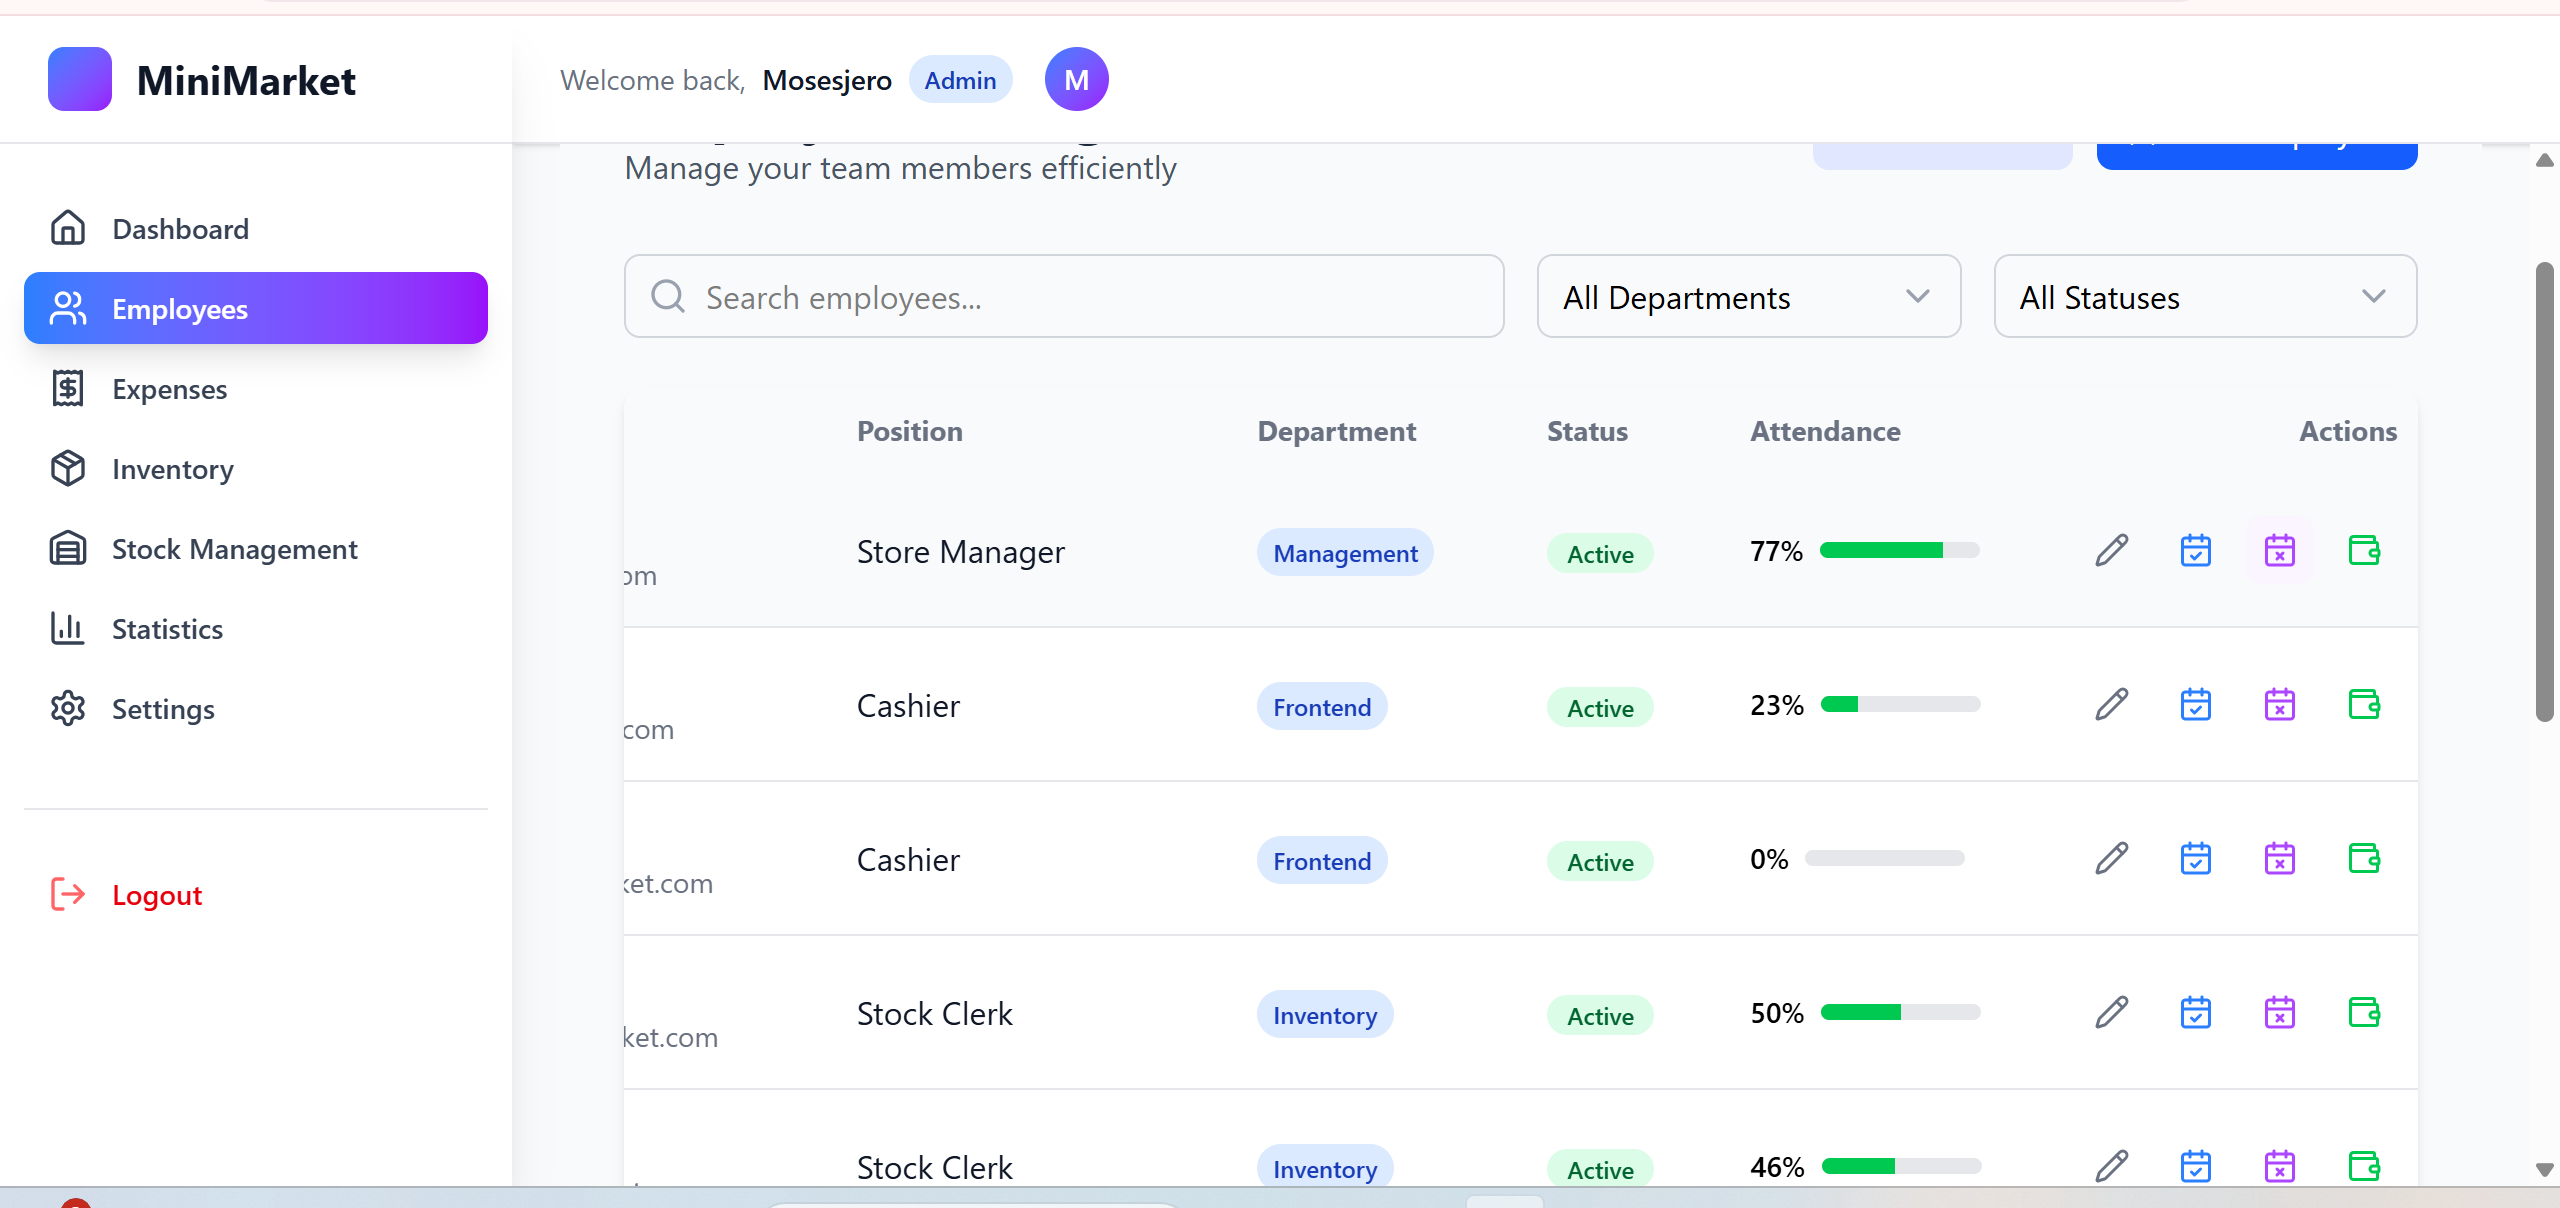 MiniMarket
Welcome back, Mosesjero Admin M
Dashboard
Employees
Expenses
Inventory
Stock Management
Statistics
Settings
Logout
Manage your team members efficiently
Search employees...
All Departments
All Statuses
Position Department Status Attendance Actions
Store Manager Management Active 77%
om
Cashier Frontend Active 23%
.com
Cashier Frontend Active 0%
ket.com
Stock Clerk Inventory Active 50%
ket.com
Stock Clerk Inventory Active 46%